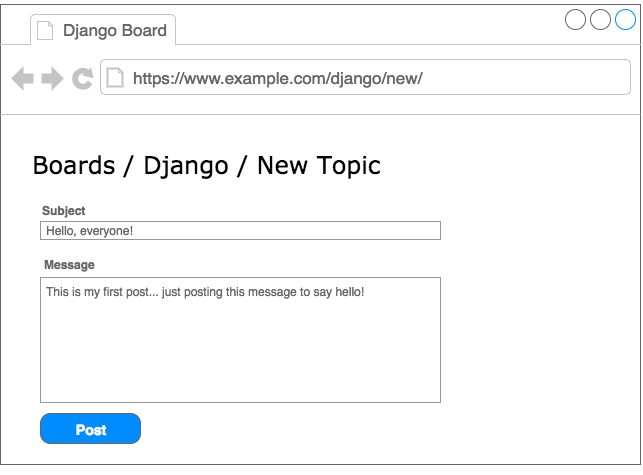 Django Board
https://www.example.com/django/new/
Boards / Django / New Topic
Subject
Hello, everyone!
Message
This is my first post... just posting this message to say hello!
Post